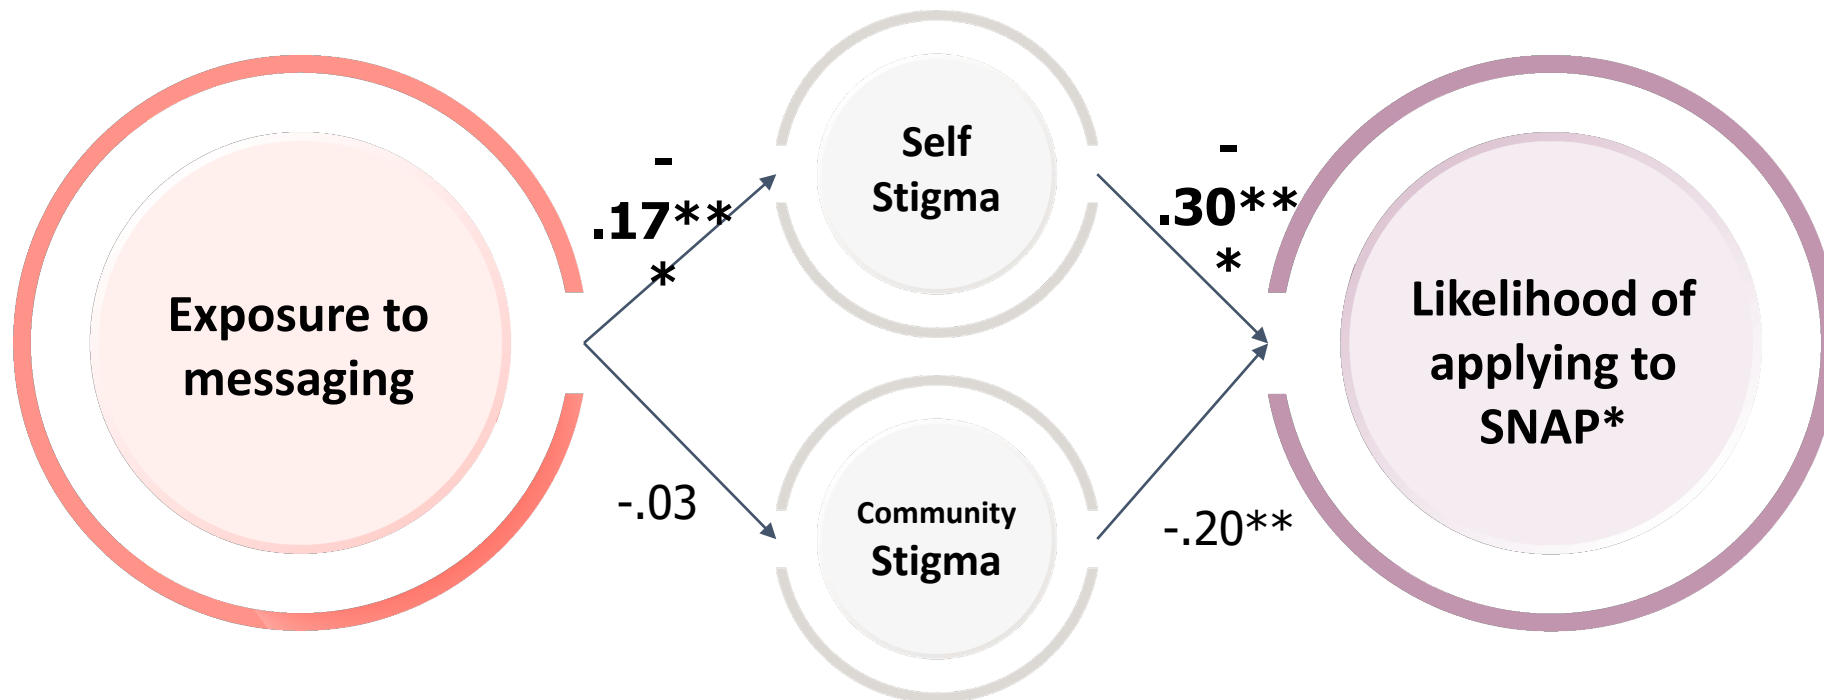 Exposure to
messaging
-
.17**
*
-.03
Self
Stigma
Community
Stigma
-
.30**
*
-.20**
Likelihood of
applying to
SNAP*